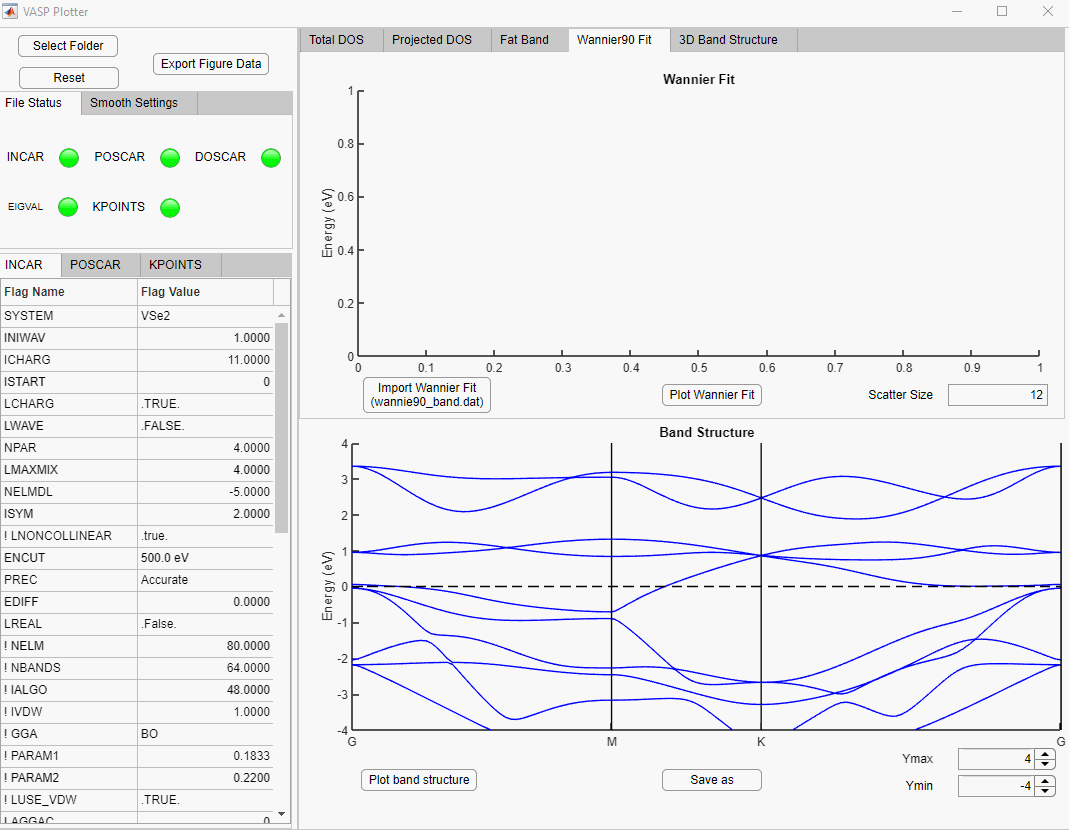 VASP Plotter
Select Folder
Reset
Export Figure Data
File Status
Smooth Settings
INCAR
POSCAR
DOSCAR
EIGVAL
KPOINTS
INCAR
POSCAR
KPOINTS
Flag Name
Flag Value
SYSTEM VSe2
INIWAV 1.0000
ICHARG 11.0000
ISTART 0
LCHARG .TRUE.
LWAVE .FALSE.
NPAR 4.0000
LMAXMIX 4.0000
NELMDL -5.0000
ISYM 2.0000
! LNONCOLLINEAR .true.
ENCUT 500.0 eV
PREC Accurate
EDIFF 0.0000
LREAL .False.
! NELM 80.0000
! NBANDS 64.0000
! IALGO 48.0000
! IVDW 1.0000
! GGA BO
! PARAM1 0.1833
! PARAM2 0.2200
! LUSE_VDW .TRUE.
! AGGAC 0
Total DOS
Projected DOS
Fat Band
Wannier90 Fit
3D Band Structure
Wannier Fit
1
0.8
0.6
0.4
0.2
0
Energy (eV)
0 0.1 0.2 0.3 0.4 0.5 0.6 0.7 0.8 0.9 1
Import Wannier Fit
(wannie90_band.dat)
Plot Wannier Fit
Scatter Size
12
Band Structure
4
3
2
1
0
-1
-2
-3
-4
Energy (eV)
G M K G
Plot band structure
Save as
Ymax 4
Ymin -4